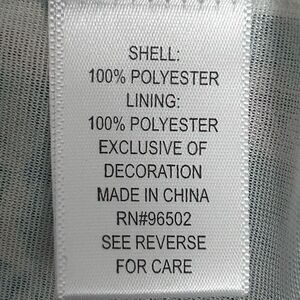 SHELL:
100% POLYESTER
LINING:
100% POLYESTER
EXCLUSIVE OF
DECORATION
MADE IN CHINA
RN#96502
SEE REVERSE
FOR CARE